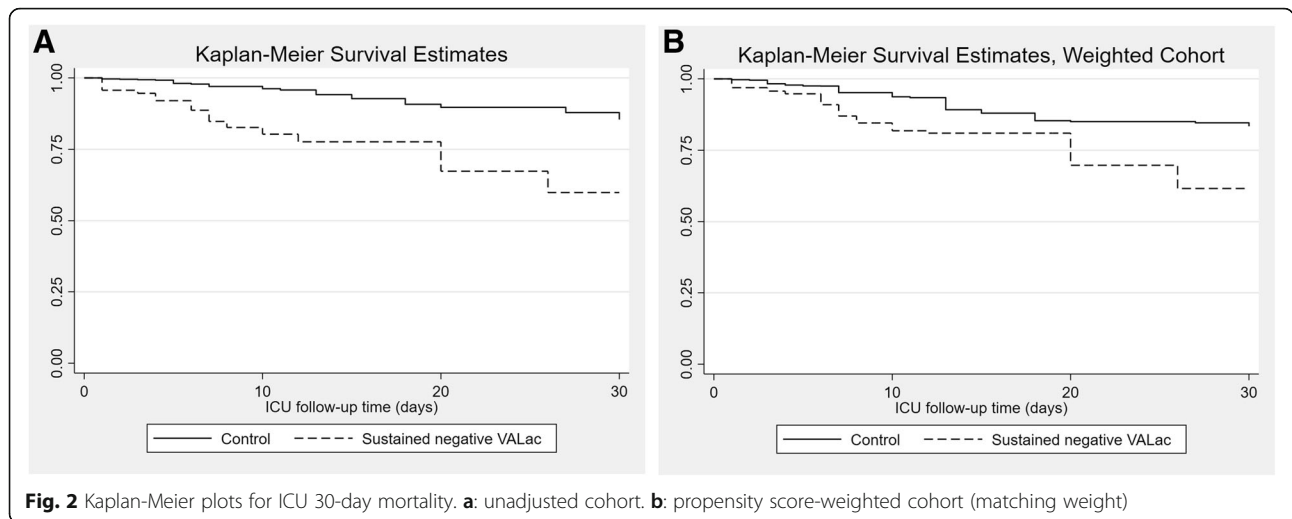 A
Kaplan-Meier Survival Estimates
1.00
0.75
0.50
0.25
0.00
0 10 20 30
ICU follow-up time (days)
Control Sustained negative VALac
B
Kaplan-Meier Survival Estimates, Weighted Cohort
1.00
0.75
0.50
0.25
0.00
0 10 20 30
ICU follow-up time (days)
Control Sustained negative VALac
Fig. 2 Kaplan-Meier plots for ICU 30-day mortality. a: unadjusted cohort. b: propensity score-weighted cohort (matching weight)